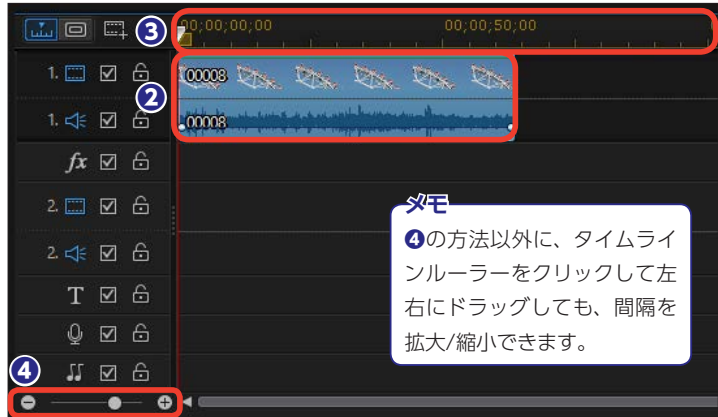 ③
00;00;00;00 00;00;50;00
1. 00008
②
1. 00008
fx
2.
2.
T
④
メモ
❹の方法以外に、タイムライ
ンルーラーをクリックして左
右にドラッグしても、間隔を
拡大/縮小できます。